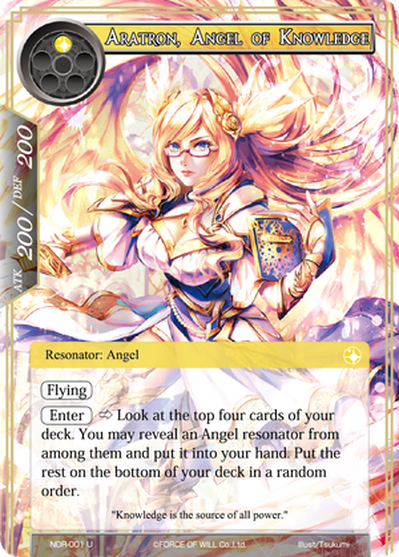 Aratron, Angel of Knowledge
ATK 200 / DEF 200
Resonator: Angel
Flying
Enter ⇨ Look at the top four cards of your
deck. You may reveal an Angel resonator from
among them and put it into your hand. Put the
rest on the bottom of your deck in a random
order.
"Knowledge is the source of all power."
NDR-001 U ©FORCE OF WILL Co.,Ltd. Illust/Tsukumi